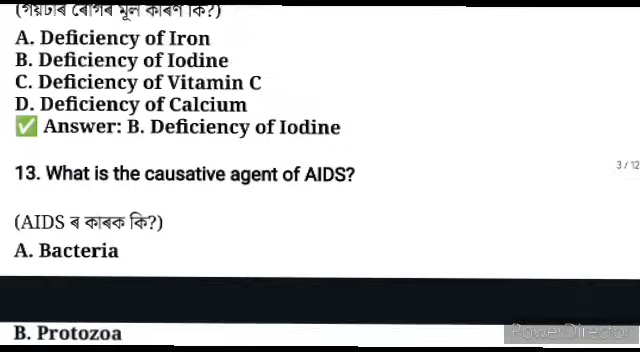 (গয়টাৰ ৰোগৰ মূল কাৰণ কি?)
A. Deficiency of Iron
B. Deficiency of Iodine
C. Deficiency of Vitamin C
D. Deficiency of Calcium
✅ Answer: B. Deficiency of Iodine
13. What is the causative agent of AIDS?
3 / 12
(AIDS ৰ কাৰক কি?)
A. Bacteria
B. Protozoa
PowerDirector